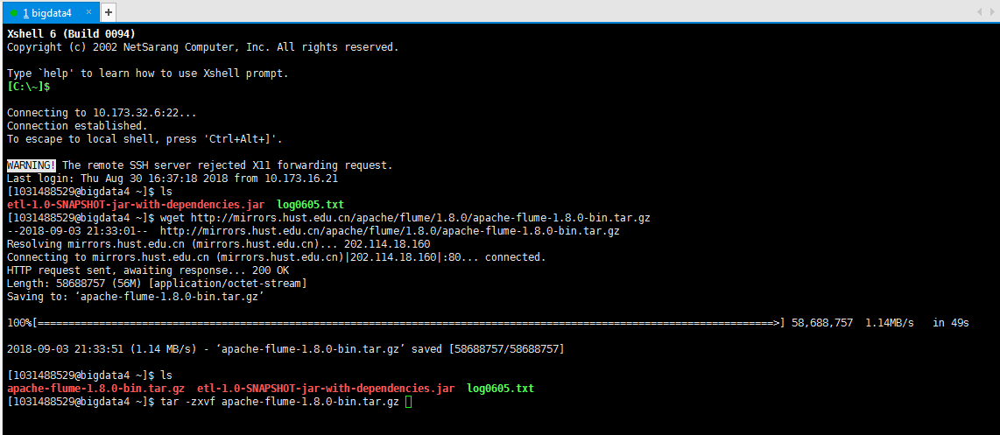 1 bigdata4 × +
Xshell 6 (Build 0094)
Copyright (c) 2002 NetSarang Computer, Inc. All rights reserved.
Type `help' to learn how to use Xshell prompt.
[C:\~]$
Connecting to 10.173.32.6:22...
Connection established.
To escape to local shell, press 'Ctrl+Alt+]'.
WARNING! The remote SSH server rejected X11 forwarding request.
Last login: Thu Aug 30 16:37:18 2018 from 10.173.16.21
[1031488529@bigdata4 ~]$ ls
etl-1.0-SNAPSHOT-jar-with-dependencies.jar  log0605.txt
[1031488529@bigdata4 ~]$ wget http://mirrors.hust.edu.cn/apache/flume/1.8.0/apache-flume-1.8.0-bin.tar.gz
--2018-09-03 21:33:01--  http://mirrors.hust.edu.cn/apache/flume/1.8.0/apache-flume-1.8.0-bin.tar.gz
Resolving mirrors.hust.edu.cn (mirrors.hust.edu.cn)... 202.114.18.160
Connecting to mirrors.hust.edu.cn (mirrors.hust.edu.cn)|202.114.18.160|:80... connected.
HTTP request sent, awaiting response... 200 OK
Length: 58688757 (56M) [application/octet-stream]
Saving to: ‘apache-flume-1.8.0-bin.tar.gz’
100%[========================================================================================================================>] 58,688,757  1.14MB/s   in 49s
2018-09-03 21:33:51 (1.14 MB/s) - ‘apache-flume-1.8.0-bin.tar.gz’ saved [58688757/58688757]
[1031488529@bigdata4 ~]$ ls
apache-flume-1.8.0-bin.tar.gz  etl-1.0-SNAPSHOT-jar-with-dependencies.jar  log0605.txt
[1031488529@bigdata4 ~]$ tar -zxvf apache-flume-1.8.0-bin.tar.gz